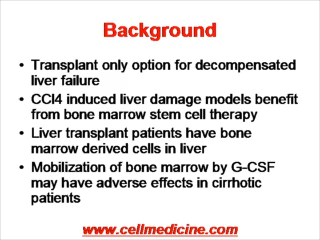 Background
• Transplant only option for decompensated
liver failure
• CCl4 induced liver damage models benefit
from bone marrow stem cell therapy
• Liver transplant patients have bone
marrow derived cells in liver
• Mobilization of bone marrow by G-CSF
may have adverse effects in cirrhotic
patients
www.cellmedicine.com